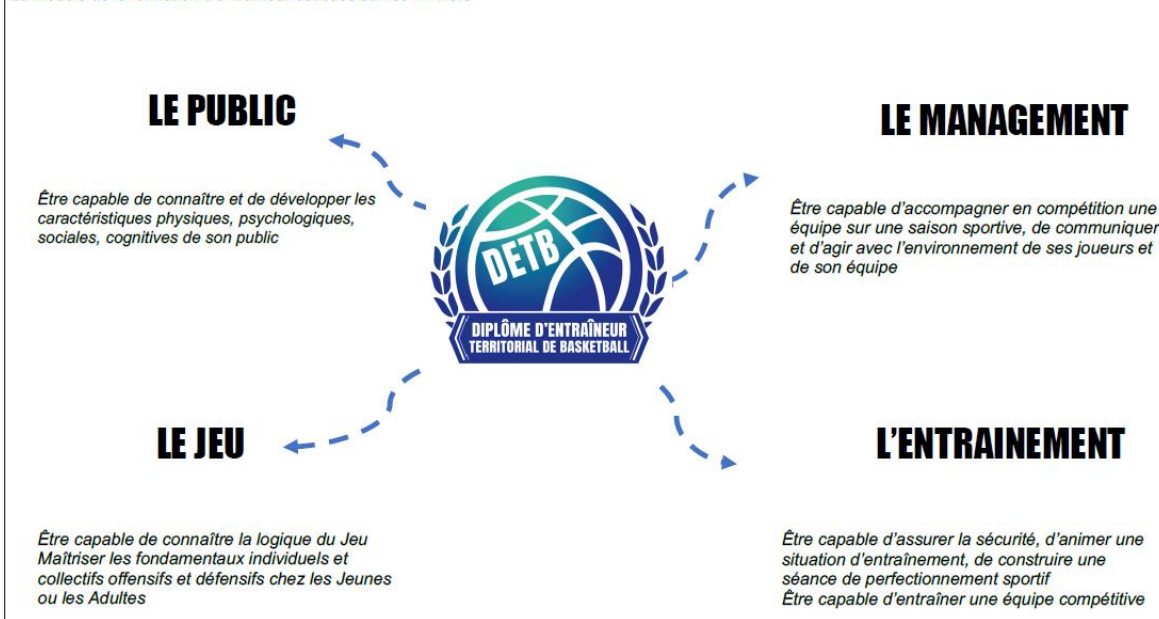 LE PUBLIC
Être capable de connaître et de développer les
caractéristiques physiques, psychologiques,
sociales, cognitives de son public
LE MANAGEMENT
Être capable d'accompagner en compétition une
équipe sur une saison sportive, de communiquer
et d'agir avec l'environnement de ses joueurs et
de son équipe
DETB
DIPLÔME D'ENTRAÎNEUR
TERRITORIAL DE BASKETBALL
LE JEU
Être capable de connaître la logique du Jeu
Maîtriser les fondamentaux individuels et
collectifs offensifs et défensifs chez les Jeunes
ou les Adultes
L'ENTRAINEMENT
Être capable d'assurer la sécurité, d'animer une
situation d'entraînement, de construire une
séance de perfectionnement sportif
Être capable d'entraîner une équipe compétitive